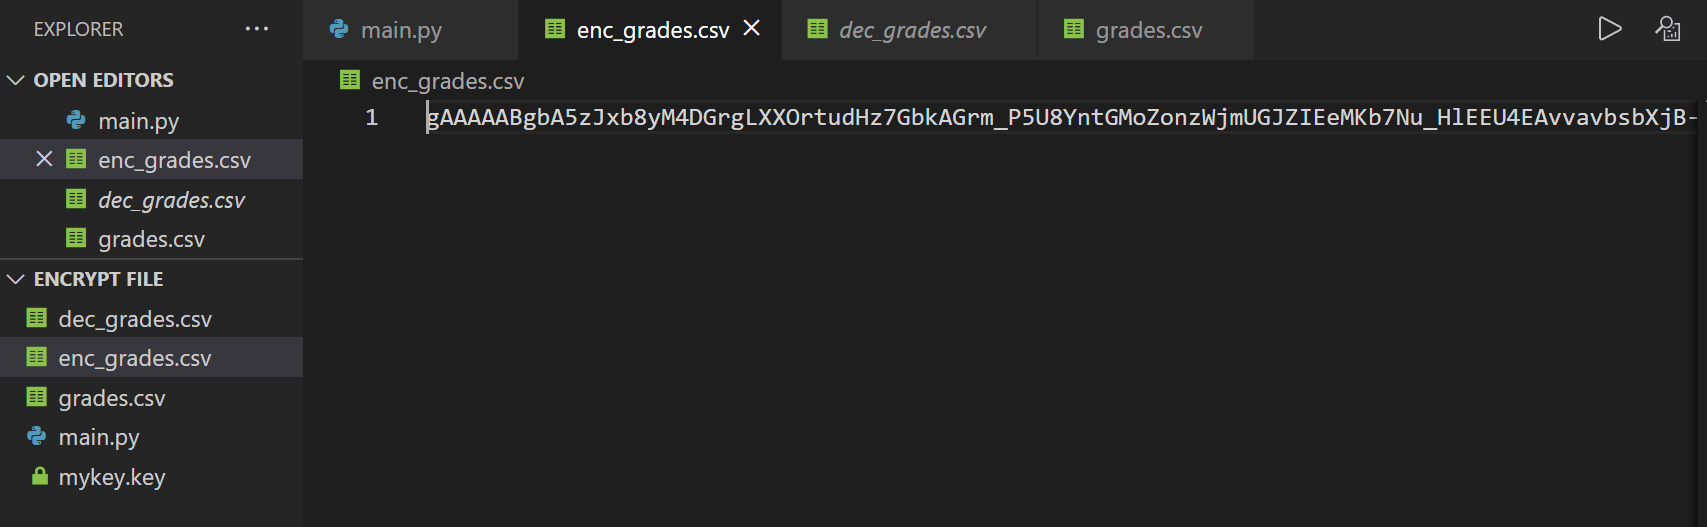 EXPLORER
main.py
enc_grades.csv
dec_grades.csv
grades.csv
OPEN EDITORS
main.py
enc_grades.csv
dec_grades.csv
grades.csv
ENCRYPT FILE
dec_grades.csv
enc_grades.csv
grades.csv
main.py
mykey.key
enc_grades.csv
1 gAAAAABgbA5zJxb8yM4DGrgLXXOrtudHz7GbkAGrm_P5U8YntGMoZonzWjmUGJZIEeMKb7Nu_HlEEU4EAvvavbsbXjB-